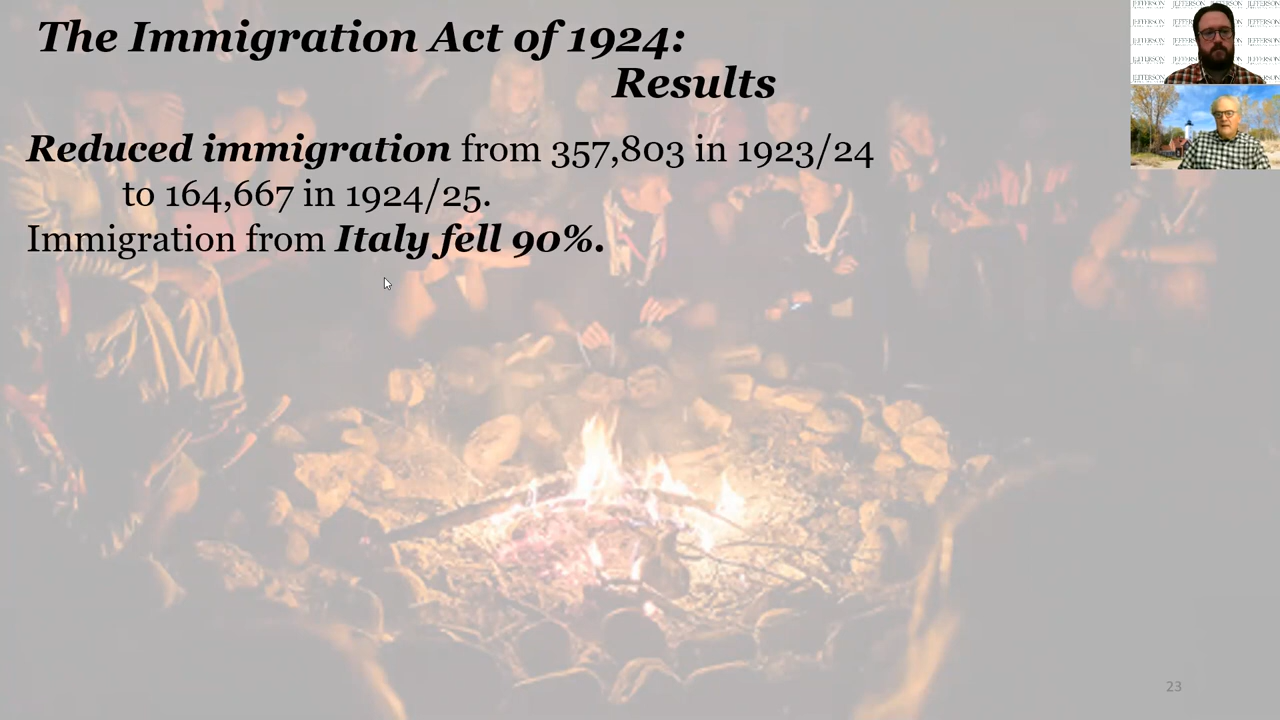 The Immigration Act of 1924:
Results
Reduced immigration from 357,803 in 1923/24
to 164,667 in 1924/25.
Immigration from Italy fell 90%.
23
JEFFERSON